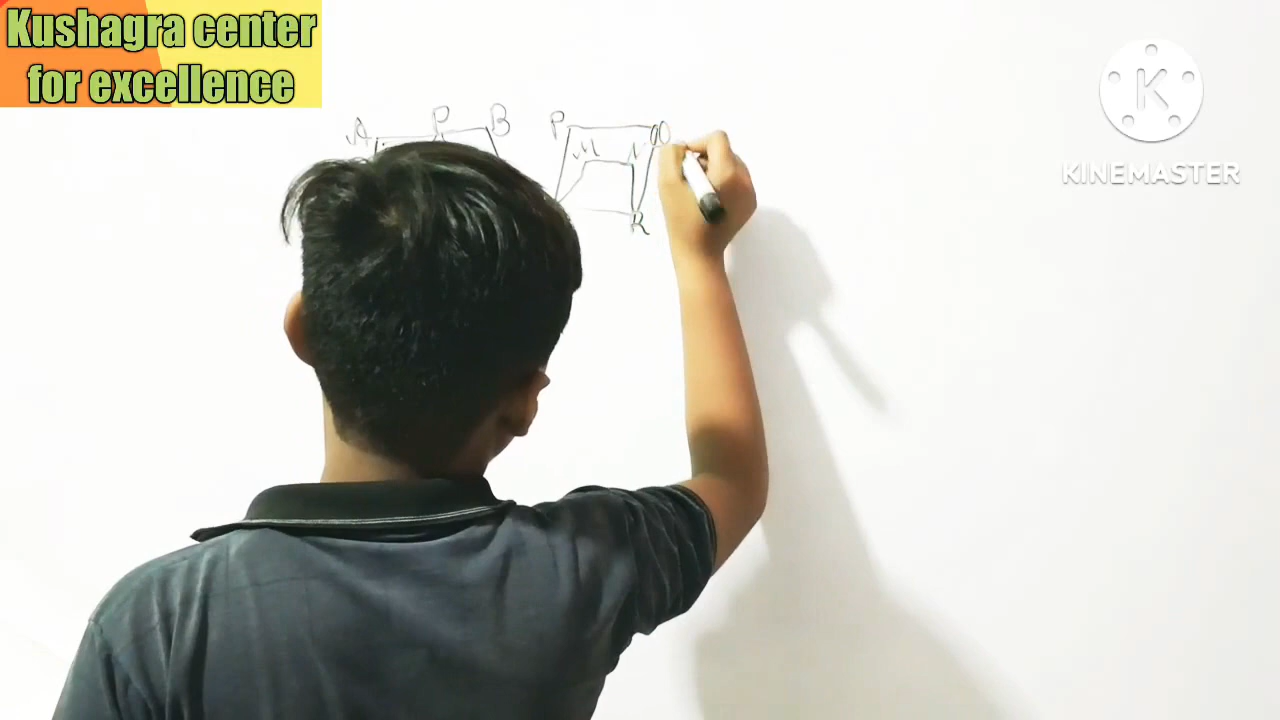 Kushagra center
for excellence
KINEMASTER
A P B
P Q
M N
R